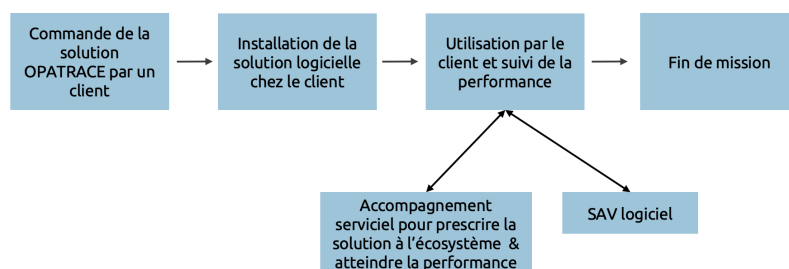 Commande de la
solution
OPATRACE par un
client
Installation de la
solution logicielle
chez le client
Utilisation par le
client et suivi de la
performance
Fin de mission
Accompagnement
serviciel pour prescrire la
solution à l'écosystème &
atteindre la performance
SAV logiciel